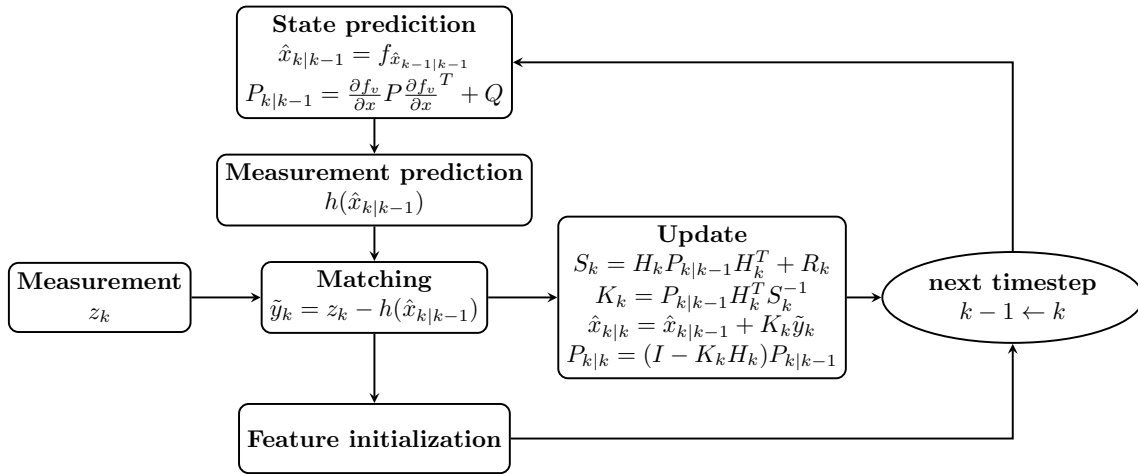 State predicition
x̂ₖ|ₖ₋₁ = f_{x̂_{k−1|k−1}}
P_{k|k−1} = ∂f_v/∂x P ∂f_v/∂x ^T + Q
Measurement prediction
h(x̂_{k|k−1})
Measurement
z_k
Matching
ỹ_k = z_k − h(x̂_{k|k−1})
Update
S_k = H_k P_{k|k−1} H_k^T + R_k
K_k = P_{k|k−1} H_k^T S_k^{−1}
x̂_{k|k} = x̂_{k|k−1} + K_k ỹ_k
P_{k|k} = (I − K_k H_k) P_{k|k−1}
next timestep
k − 1 ← k
Feature initialization